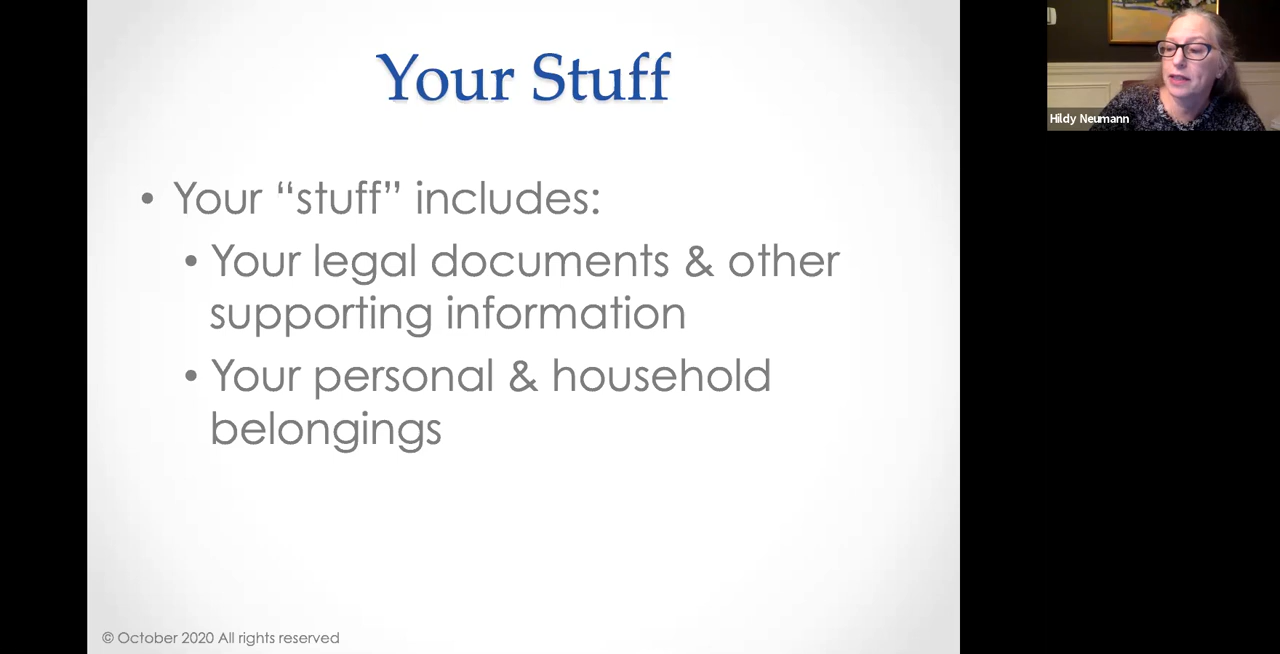 Your Stuff
• Your “stuff” includes:
• Your legal documents & other
supporting information
• Your personal & household
belongings
© October 2020 All rights reserved
Hildy Neumann